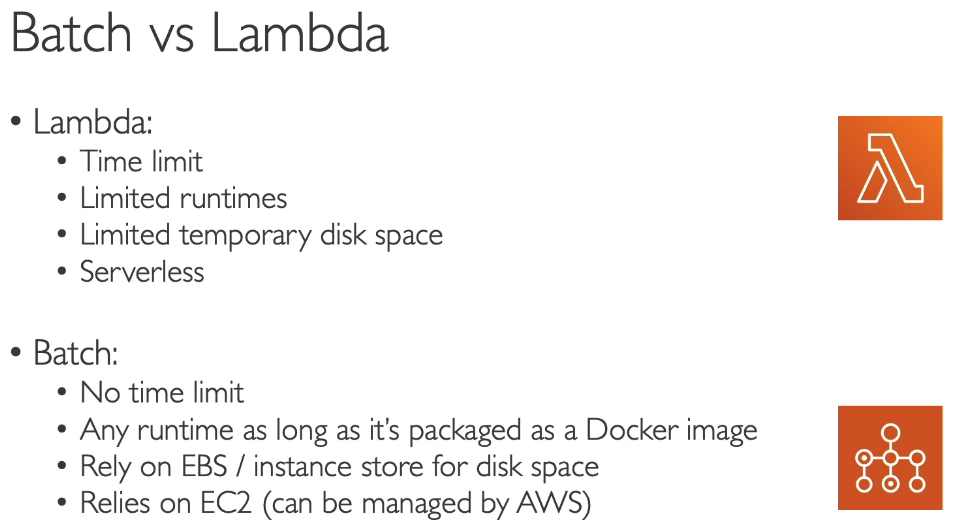 Batch vs Lambda
• Lambda:
• Time limit
• Limited runtimes
• Limited temporary disk space
• Serverless
• Batch:
• No time limit
• Any runtime as long as it’s packaged as a Docker image
• Rely on EBS / instance store for disk space
• Relies on EC2 (can be managed by AWS)